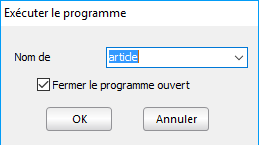 Exécuter le programme
Nom de article
Fermer le programme ouvert
OK Annuler